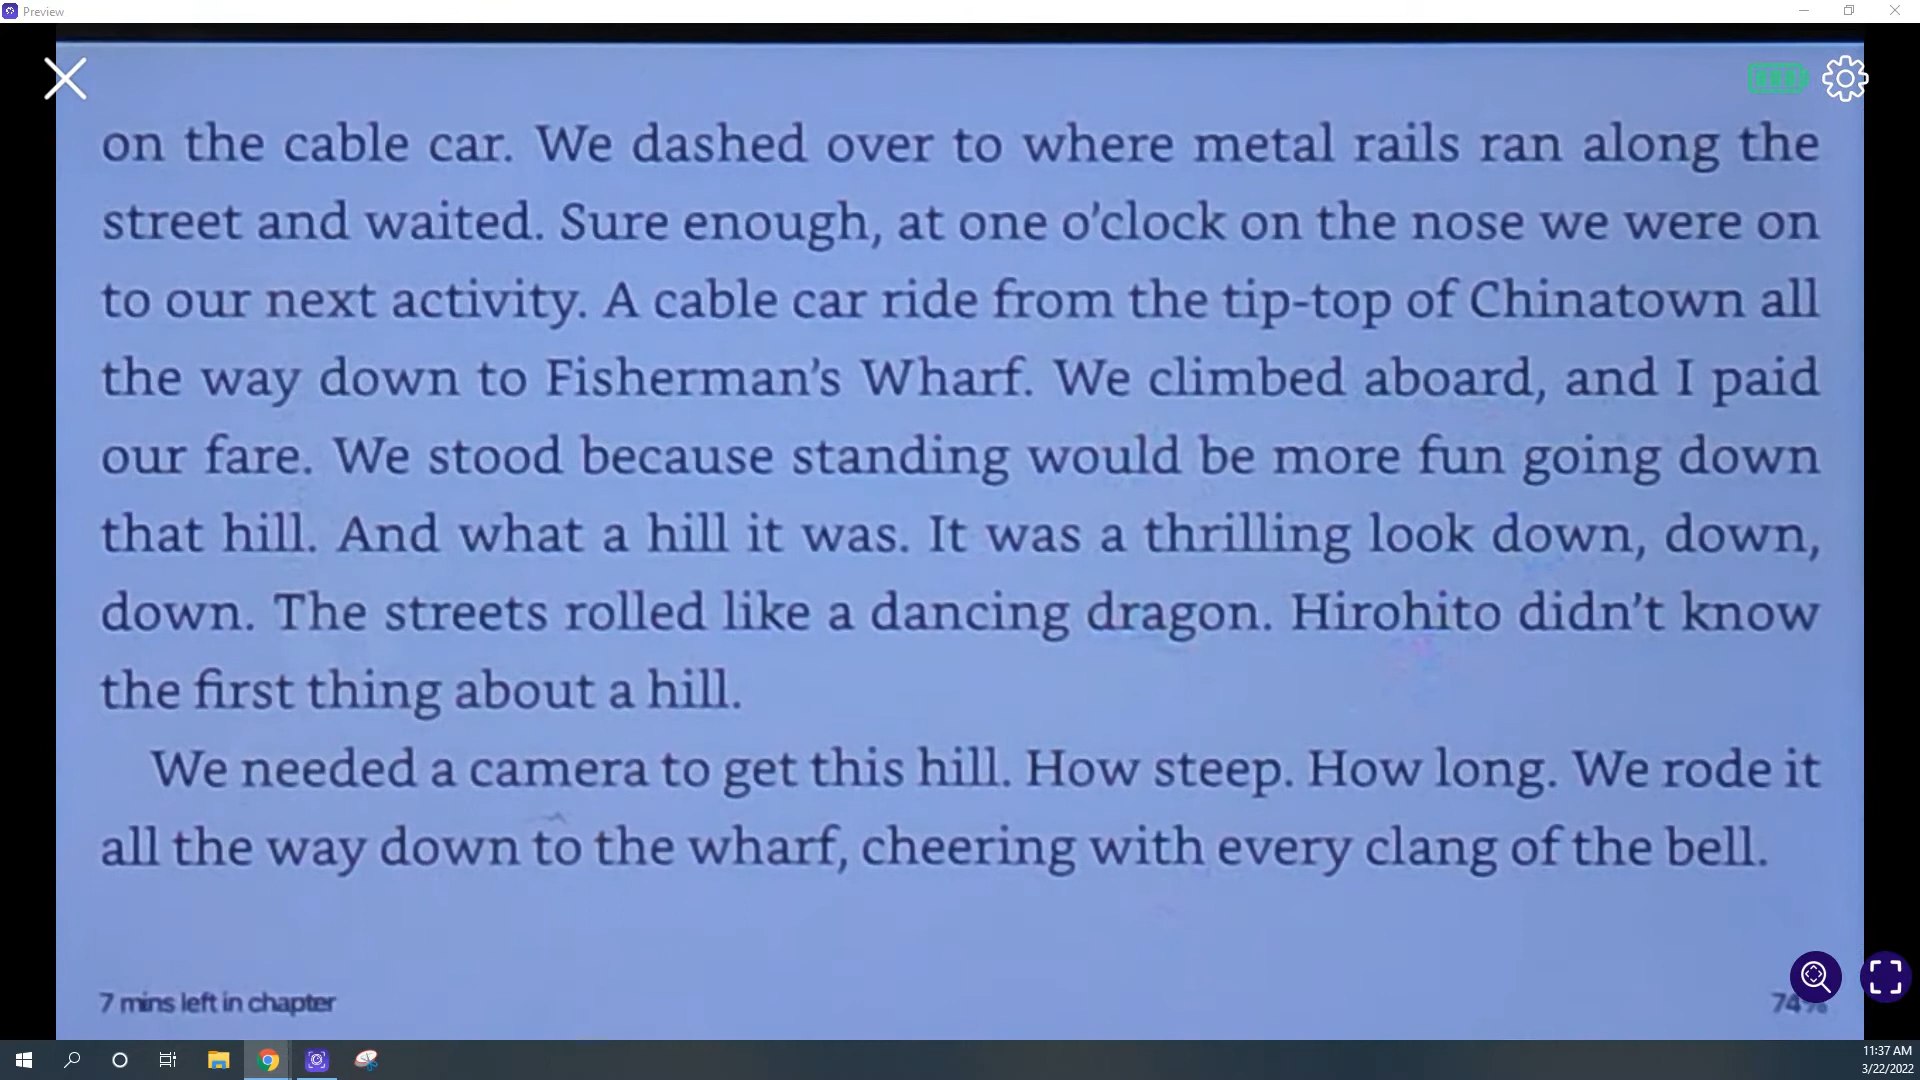 Preview
on the cable car. We dashed over to where metal rails ran along the
street and waited. Sure enough, at one o’clock on the nose we were on
to our next activity. A cable car ride from the tip-top of Chinatown all
the way down to Fisherman’s Wharf. We climbed aboard, and I paid
our fare. We stood because standing would be more fun going down
that hill. And what a hill it was. It was a thrilling look down, down,
down. The streets rolled like a dancing dragon. Hirohito didn’t know
the first thing about a hill.
We needed a camera to get this hill. How steep. How long. We rode it
all the way down to the wharf, cheering with every clang of the bell.
7 mins left in chapter
74%
11:37 AM
3/22/2022